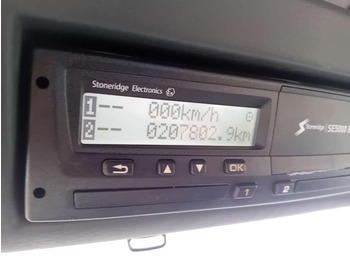 Stoneridge Electronics
1 -- 000km/h
2 -- 0207802.9km
Stoneridge SE5000
OK
1 2